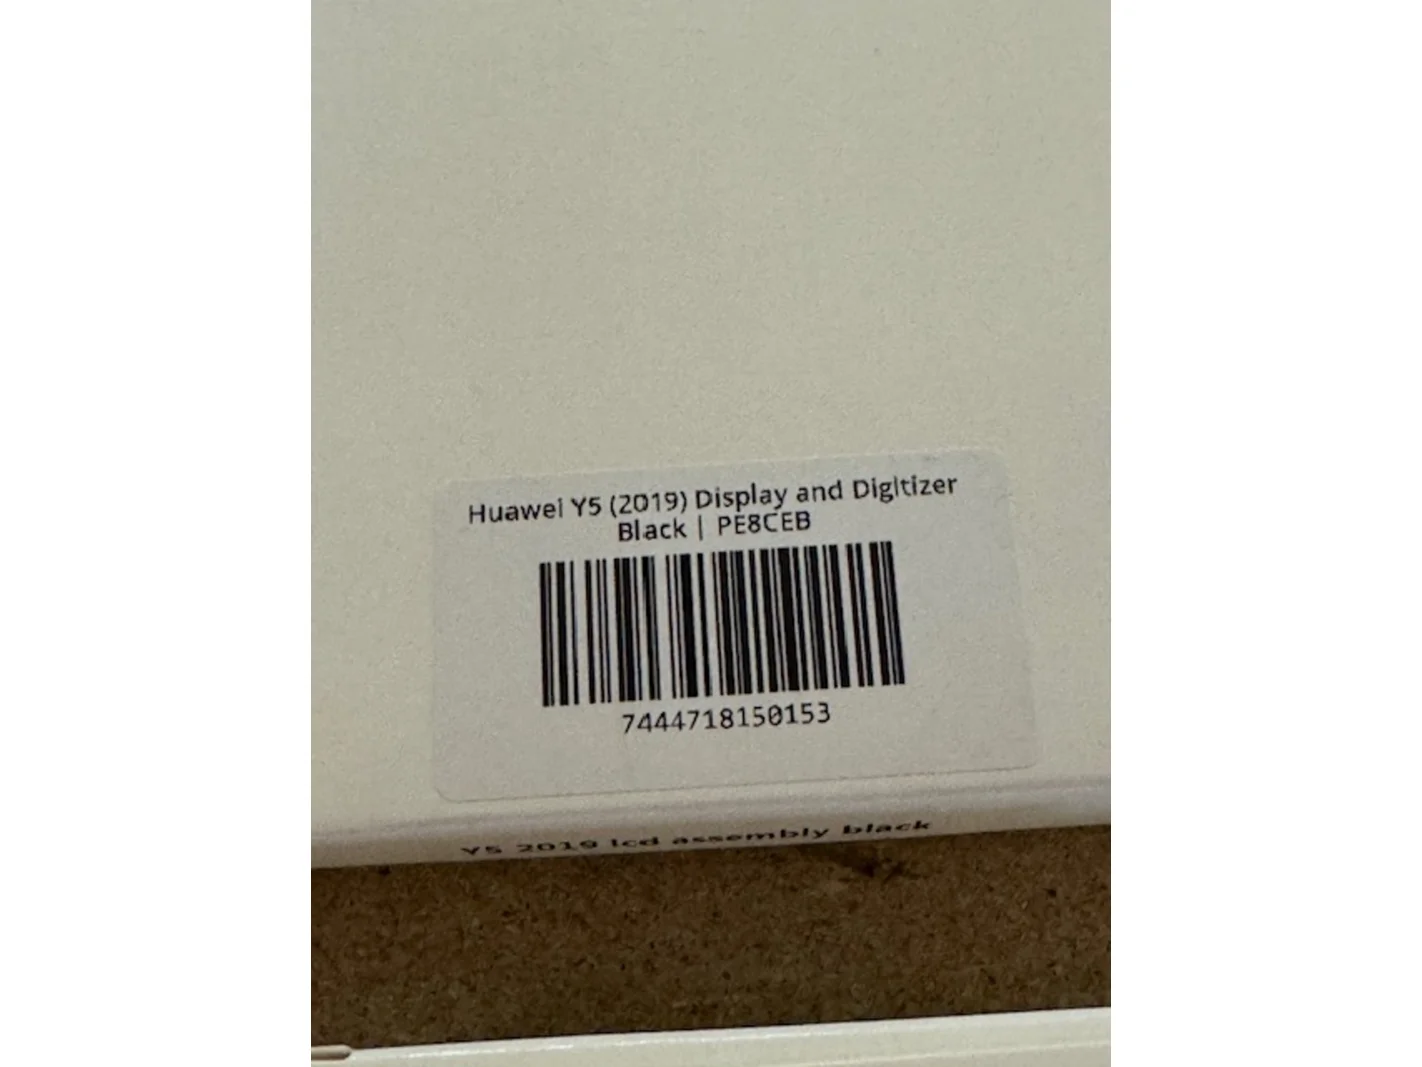 Huawei Y5 (2019) Display and Digitizer
Black | PE8CEB
7444718150153
Y5 2019 lcd assembly black